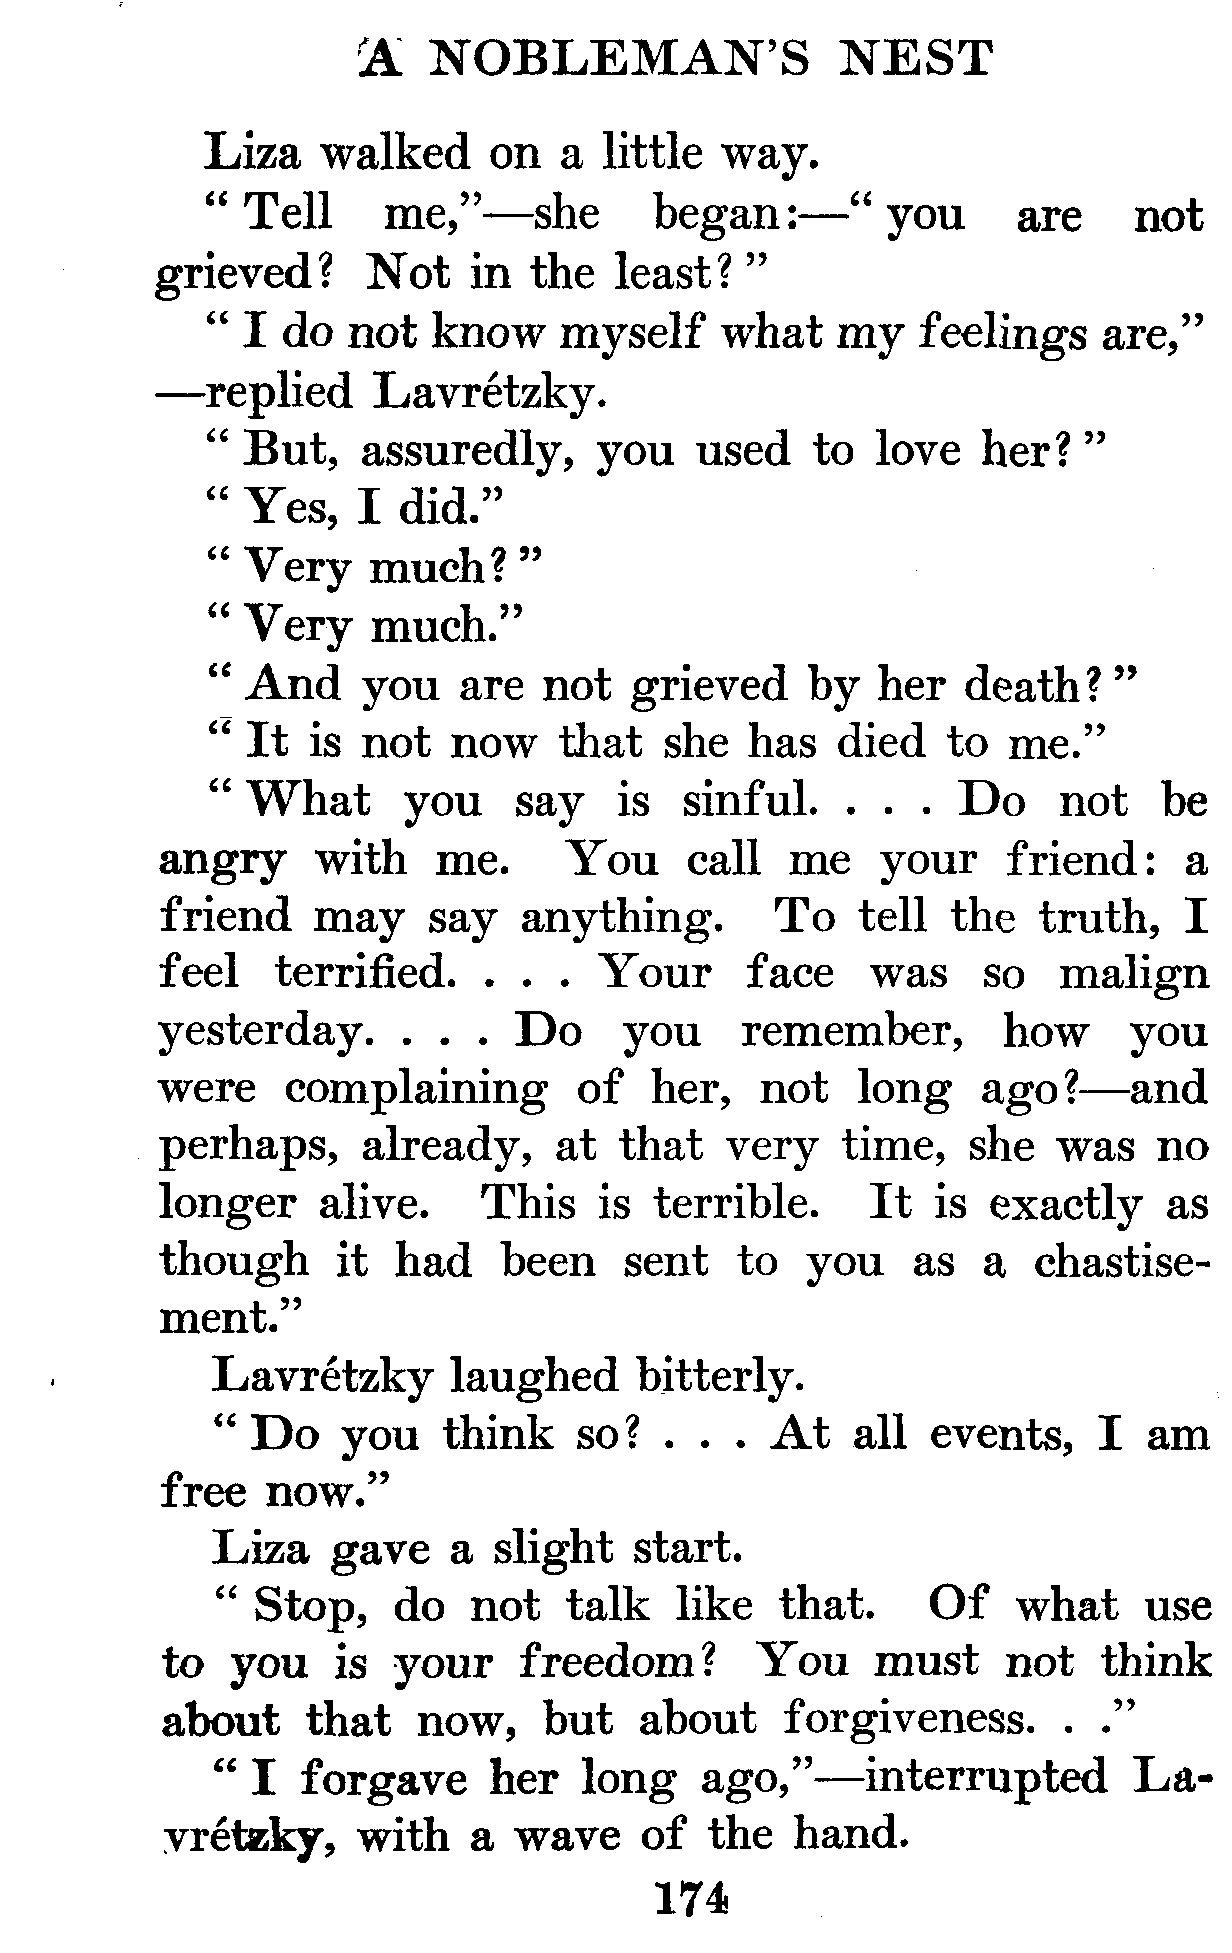 A NOBLEMAN'S NEST
Liza walked on a little way.
“Tell me,”—she began:—“you are not
grieved? Not in the least?”
“I do not know myself what my feelings are,”
—replied Lavrétzky.
“But, assuredly, you used to love her?”
“Yes, I did.”
“Very much?”
“Very much.”
“And you are not grieved by her death?”
“It is not now that she has died to me.”
“What you say is sinful. . . . Do not be
angry with me. You call me your friend: a
friend may say anything. To tell the truth, I
feel terrified. . . . Your face was so malign
yesterday. . . . Do you remember, how you
were complaining of her, not long ago?—and
perhaps, already, at that very time, she was no
longer alive. This is terrible. It is exactly as
though it had been sent to you as a chastise-
ment.”
Lavrétzky laughed bitterly.
“Do you think so? . . . At all events, I am
free now.”
Liza gave a slight start.
“Stop, do not talk like that. Of what use
to you is your freedom? You must not think
about that now, but about forgiveness. . .”
“I forgave her long ago,”—interrupted La-
vrétzky, with a wave of the hand.
174